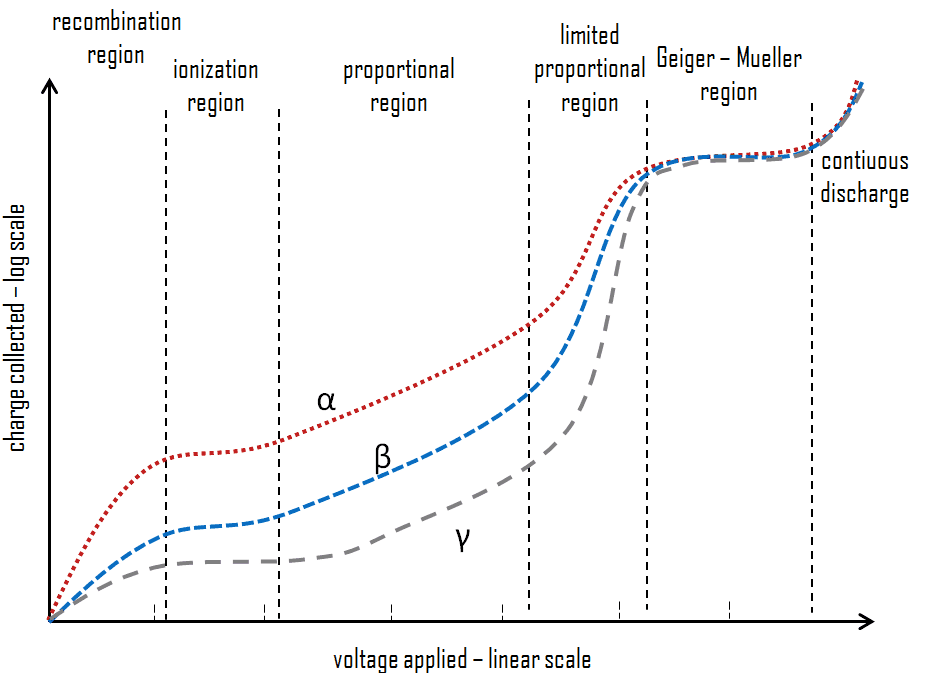 recombination
region
ionization
region
proportional
region
limited
proportional
region
Geiger – Mueller
region
contiuous
discharge
charge collected – log scale
α
β
γ
voltage applied – linear scale